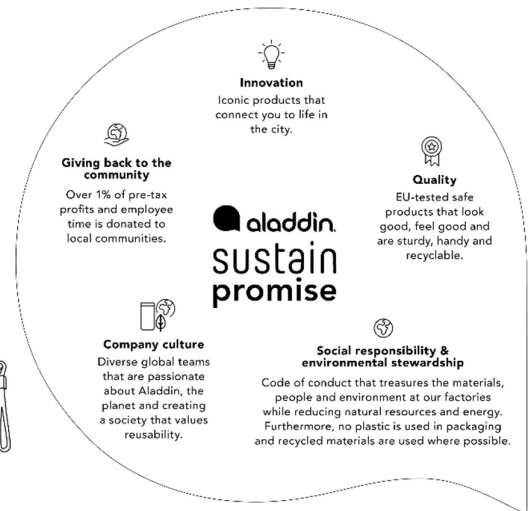 Innovation
Iconic products that
connect you to life in
the city.
Giving back to the
community
Over 1% of pre-tax
profits and employee
time is donated to
local communities.
Quality
EU-tested safe
products that look
good, feel good and
are sturdy, handy and
recyclable.
aladdin.
sustain
promise
Company culture
Diverse global teams
that are passionate
about Aladdin, the
planet and creating
a society that values
reusability.
Social responsibility &
environmental stewardship
Code of conduct that treasures the materials,
people and environment at our factories
while reducing natural resources and energy.
Furthermore, no plastic is used in packaging
and recycled materials are used where possible.